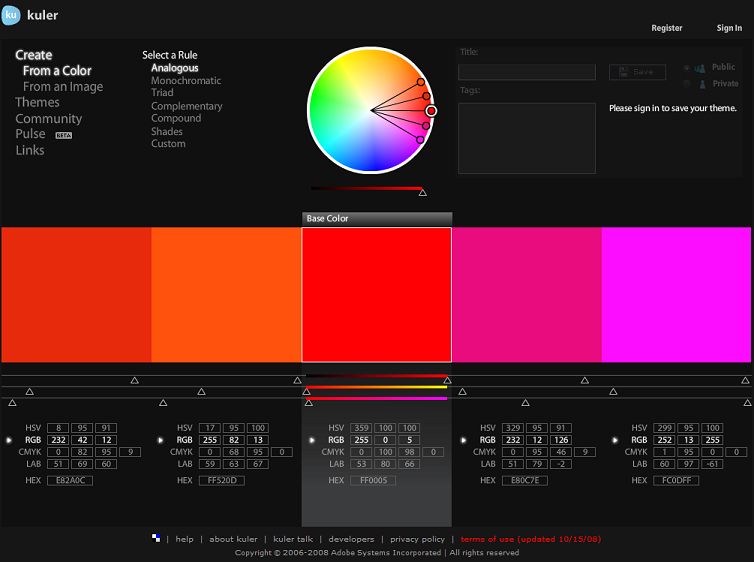 ku kuler
Register Sign In
Create
From a Color
From an Image
Themes
Community
Pulse BETA
Links
Select a Rule
Analogous
Monochromatic
Triad
Complementary
Compound
Shades
Custom
Title:
Save
Public
Private
Tags:
Please sign in to save your theme.
Base Color
HSV 8 95 91
RGB 232 42 12
CMYK 0 82 95 9
LAB 51 69 60
HEX E82A0C
HSV 17 95 100
RGB 255 82 13
CMYK 0 68 95 0
LAB 59 63 67
HEX FF520D
HSV 359 100 100
RGB 255 0 5
CMYK 0 100 98 0
LAB 53 80 66
HEX FF0005
HSV 329 95 91
RGB 232 12 126
CMYK 0 95 46 9
LAB 51 79 -2
HEX E80C7E
HSV 299 95 100
RGB 252 13 255
CMYK 1 95 0 0
LAB 60 97 -61
HEX FC0DFF
| help | about kuler | kuler talk | developers | privacy policy | terms of use (updated 10/15/08)
Copyright © 2006-2008 Adobe Systems Incorporated | All rights reserved